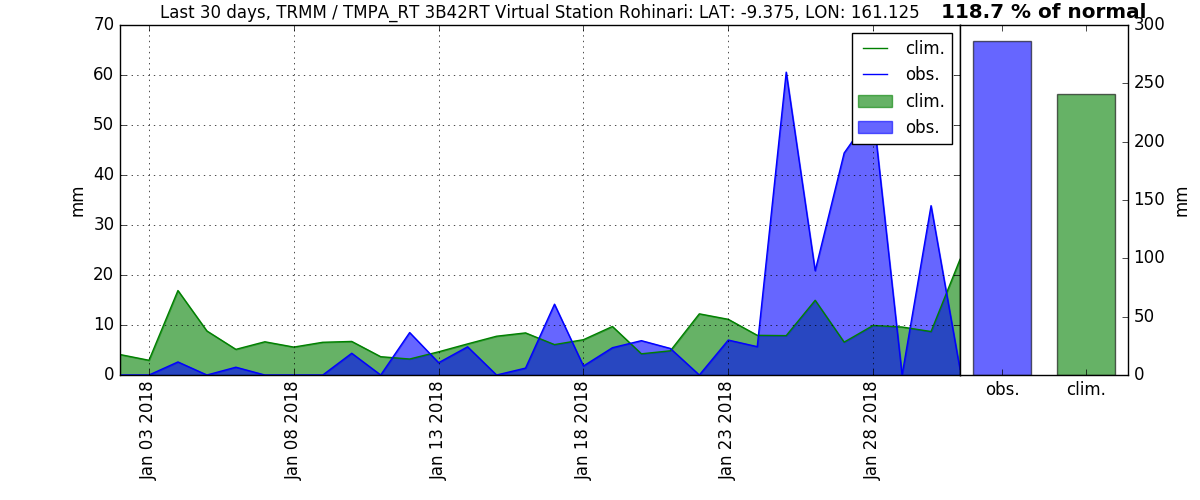 Last 30 days, TRMM / TMPA_RT 3B42RT Virtual Station Rohinari: LAT: -9.375, LON: 161.125
118.7 % of normal
70
60
50
40
30
20
10
0
mm
clim.
obs.
clim.
obs.
Jan 03 2018
Jan 08 2018
Jan 13 2018
Jan 18 2018
Jan 23 2018
Jan 28 2018
300
250
200
150
100
50
0
mm
obs.
clim.